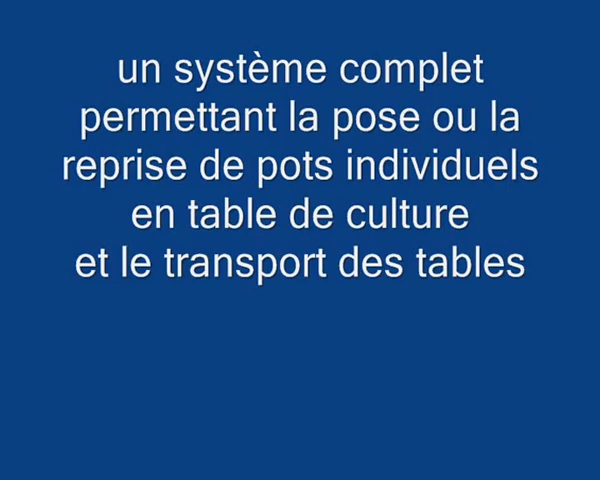 un système complet
permettant la pose ou la
reprise de pots individuels
en table de culture
et le transport des tables